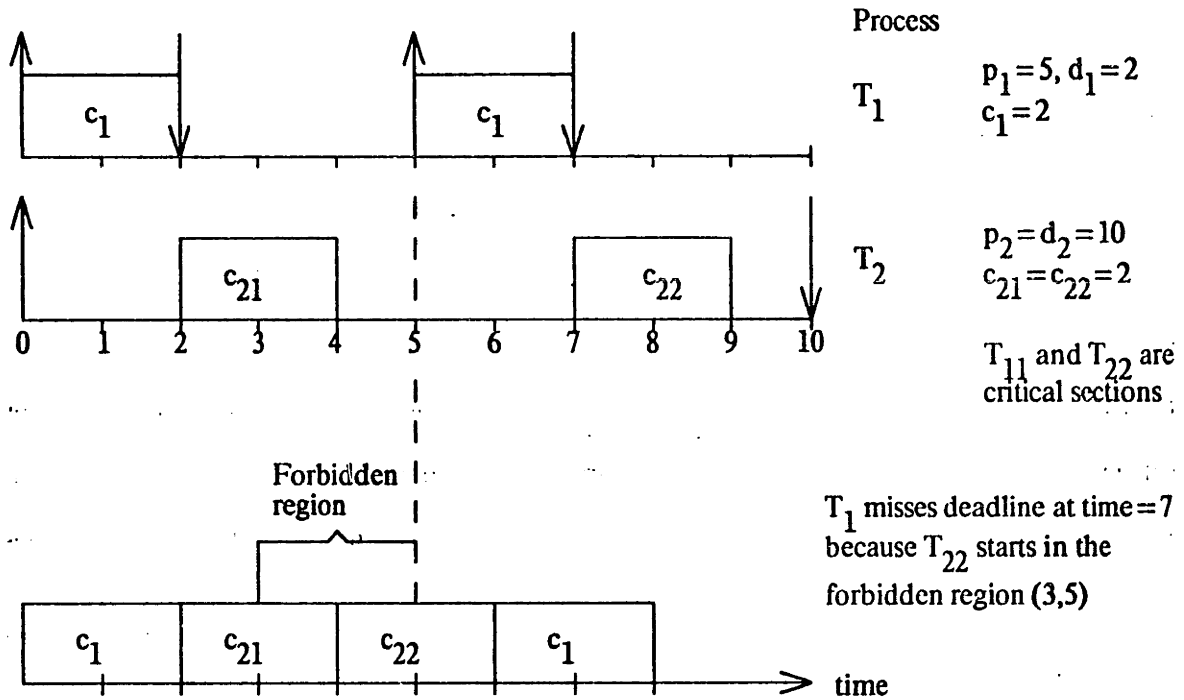 Process
c1
c1
T1
p1=5, d1=2
c1=2
c21
c22
T2
p2=d2=10
c21=c22=2
0 1 2 3 4 5 6 7 8 9 10
T11 and T22 are
critical sections
Forbidden
region
T1 misses deadline at time=7
because T22 starts in the
forbidden region (3,5)
c1
c21
c22
c1
time